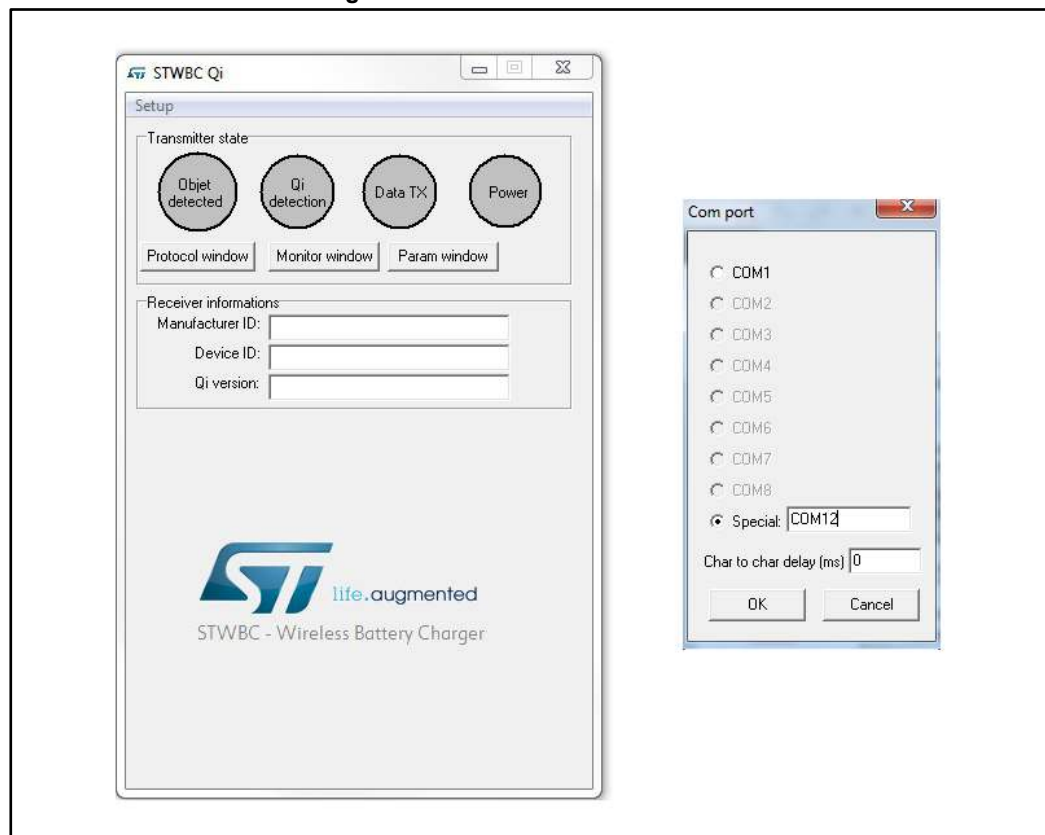 STWBC Qi
Setup
Transmitter state
Objet
detected
Qi
detection
Data TX
Power
Protocol window
Monitor window
Param window
Receiver informations
Manufacturer ID:
Device ID:
Qi version:
ST life.augmented
STWBC - Wireless Battery Charger
Com port
COM1
COM2
COM3
COM4
COM5
COM6
COM7
COM8
Special: COM12
Char to char delay (ms) 0
OK Cancel